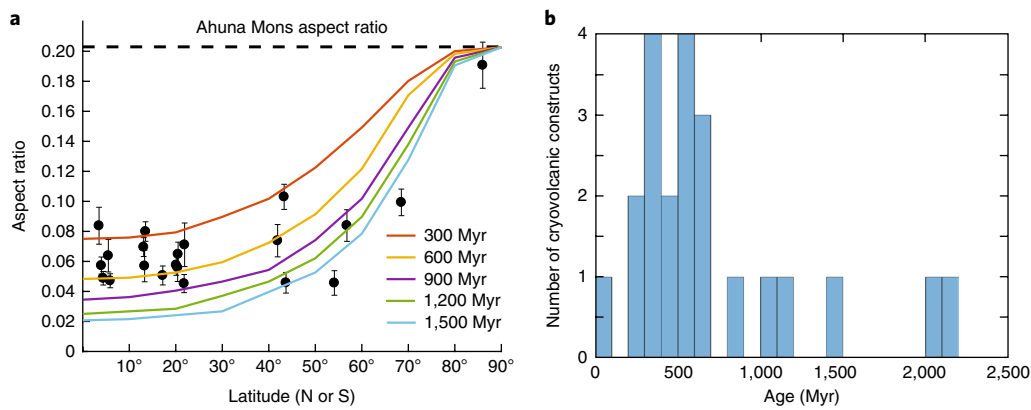 a
Ahuna Mons aspect ratio
0.20
0.18
0.16
0.14
0.12
0.10
0.08
0.06
0.04
0.02
0
Aspect ratio
10° 20° 30° 40° 50° 60° 70° 80° 90°
Latitude (N or S)
300 Myr
600 Myr
900 Myr
1,200 Myr
1,500 Myr
b
4
3
2
1
0
Number of cryovolcanic constructs
0 500 1,000 1,500 2,000 2,500
Age (Myr)